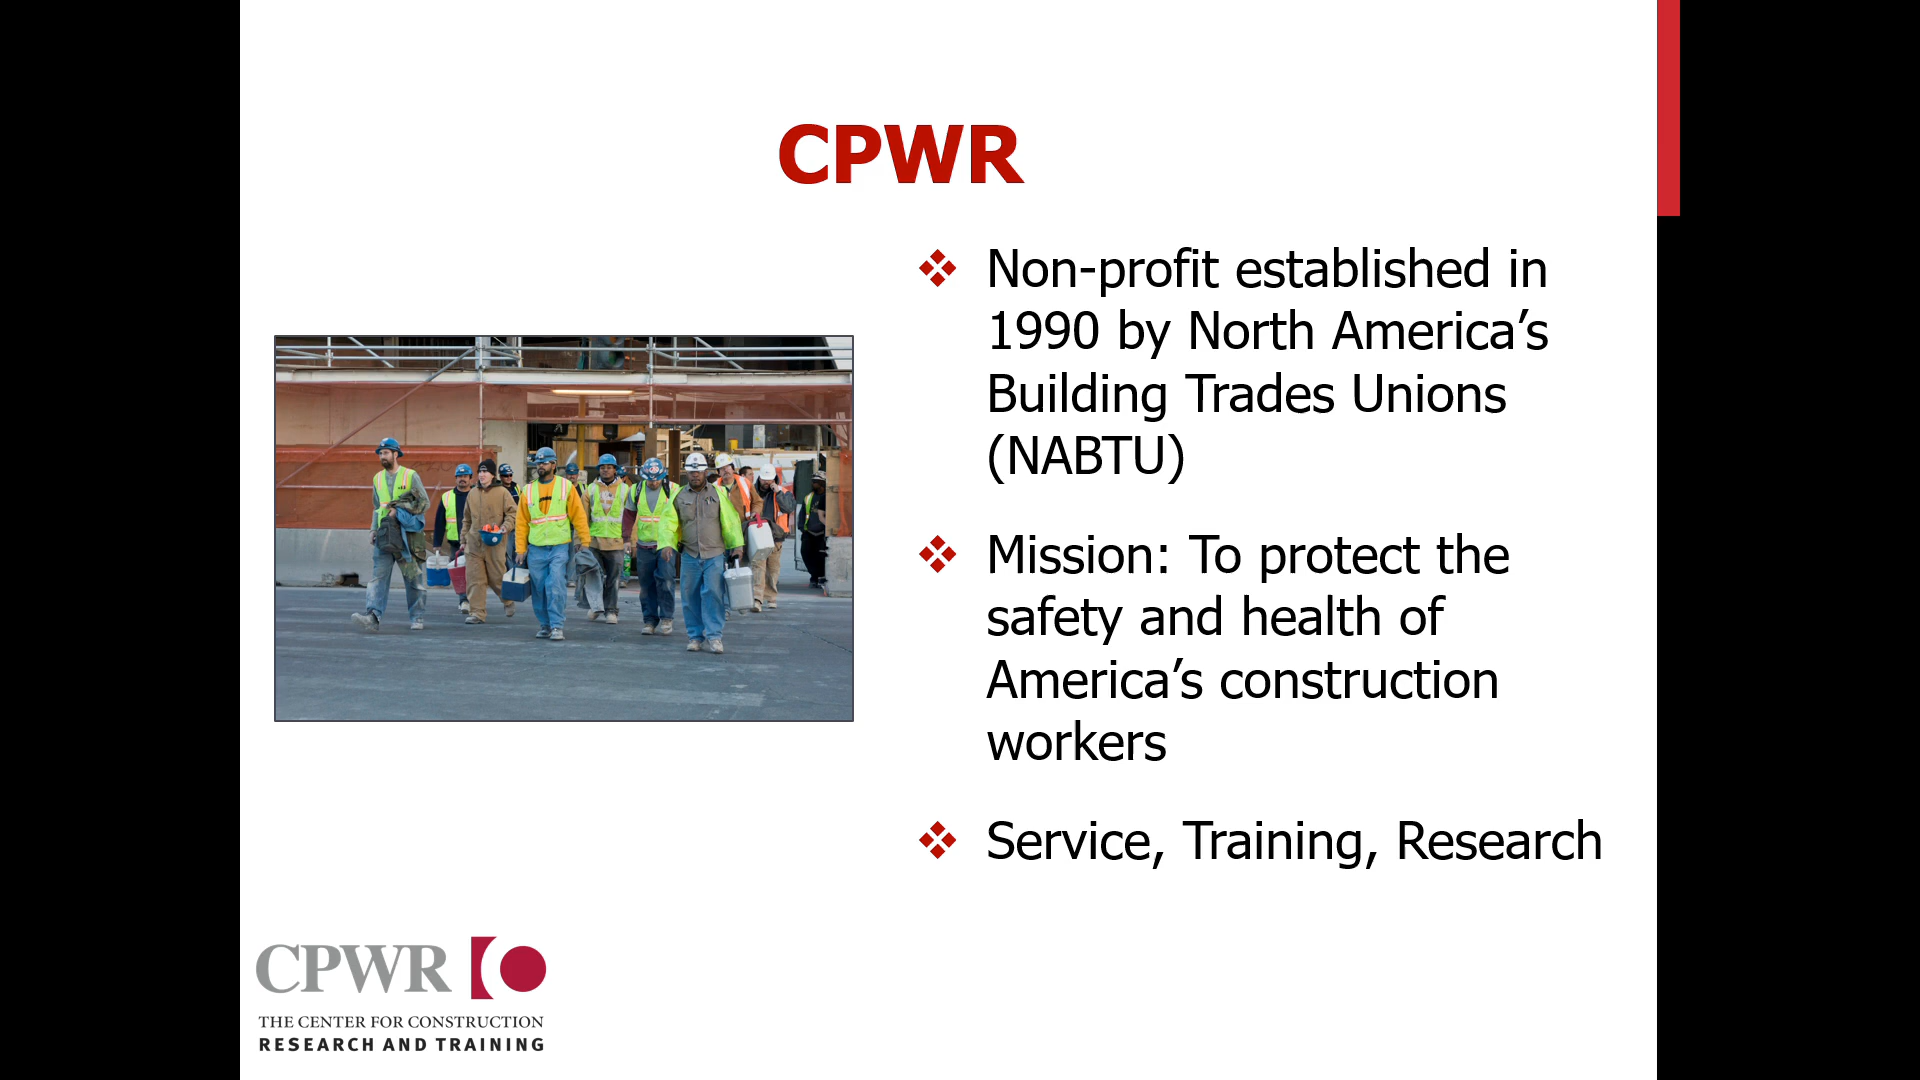 CPWR
Non-profit established in
1990 by North America’s
Building Trades Unions
(NABTU)
Mission: To protect the
safety and health of
America’s construction
workers
Service, Training, Research
CPWR
THE CENTER FOR CONSTRUCTION
RESEARCH AND TRAINING